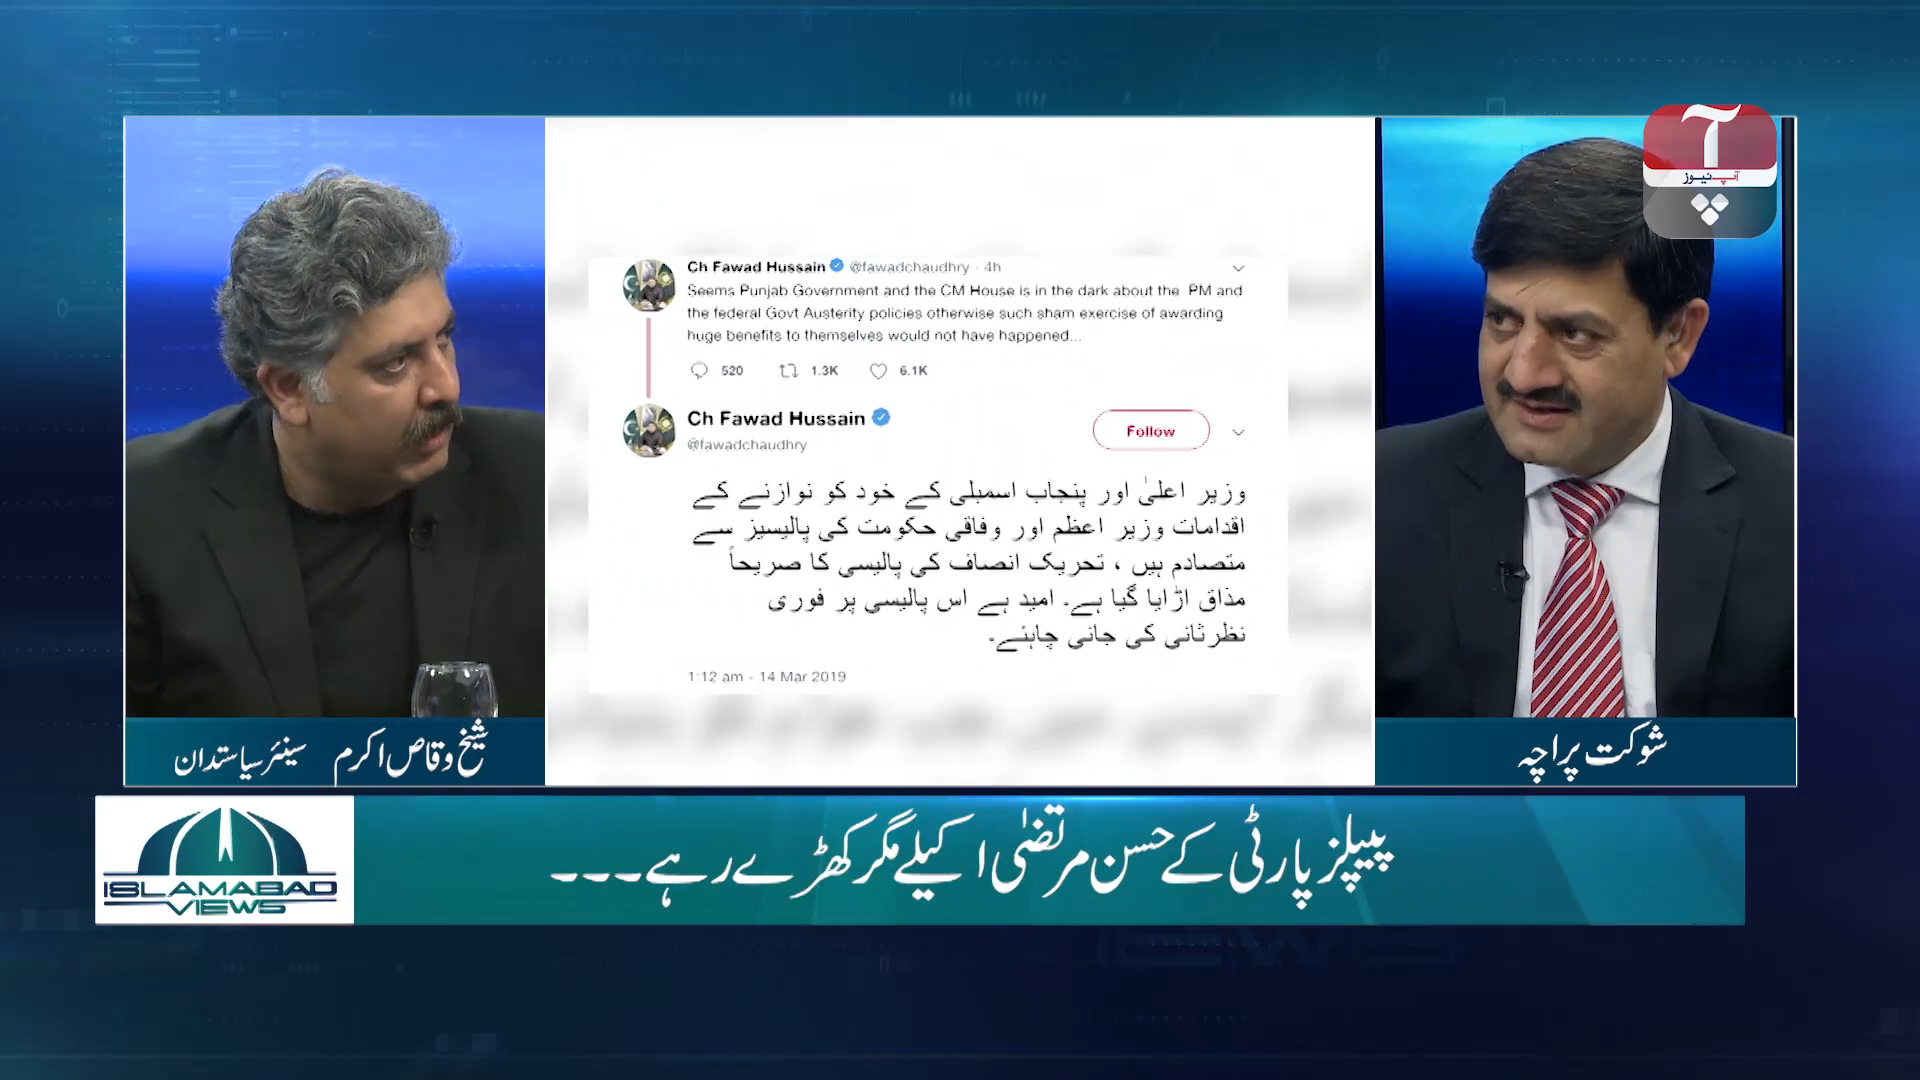 آپ نیوز
Ch Fawad Hussain @fawadchaudhry · 4h
Seems Punjab Government and the CM House is in the dark about the PM and
the federal Govt Austerity policies otherwise such sham exercise of awarding
huge benefits to themselves would not have happened...
520 1.3K 6.1K
Ch Fawad Hussain
@fawadchaudhry
Follow
وزیر اعلیٰ اور پنجاب اسمبلی کے خود کو نوازنے کے
اقدامات وزیر اعظم اور وفاقی حکومت کی پالیسیز سے
متصادم ہیں ، تحریک انصاف کی پالیسی کا صریحاً
مذاق اڑایا گیا ہے۔ امید ہے اس پالیسی پر فوری
نظرثانی کی جانی چاہئے۔
1:12 am - 14 Mar 2019
شیخ وقاص اکرم سینئر سیاستدان
شوکت پراچہ
پیپلز پارٹی کے حسن مرتضیٰ اکیلے مگر کھڑے رہے۔۔۔
ISLAMABAD
VIEWS